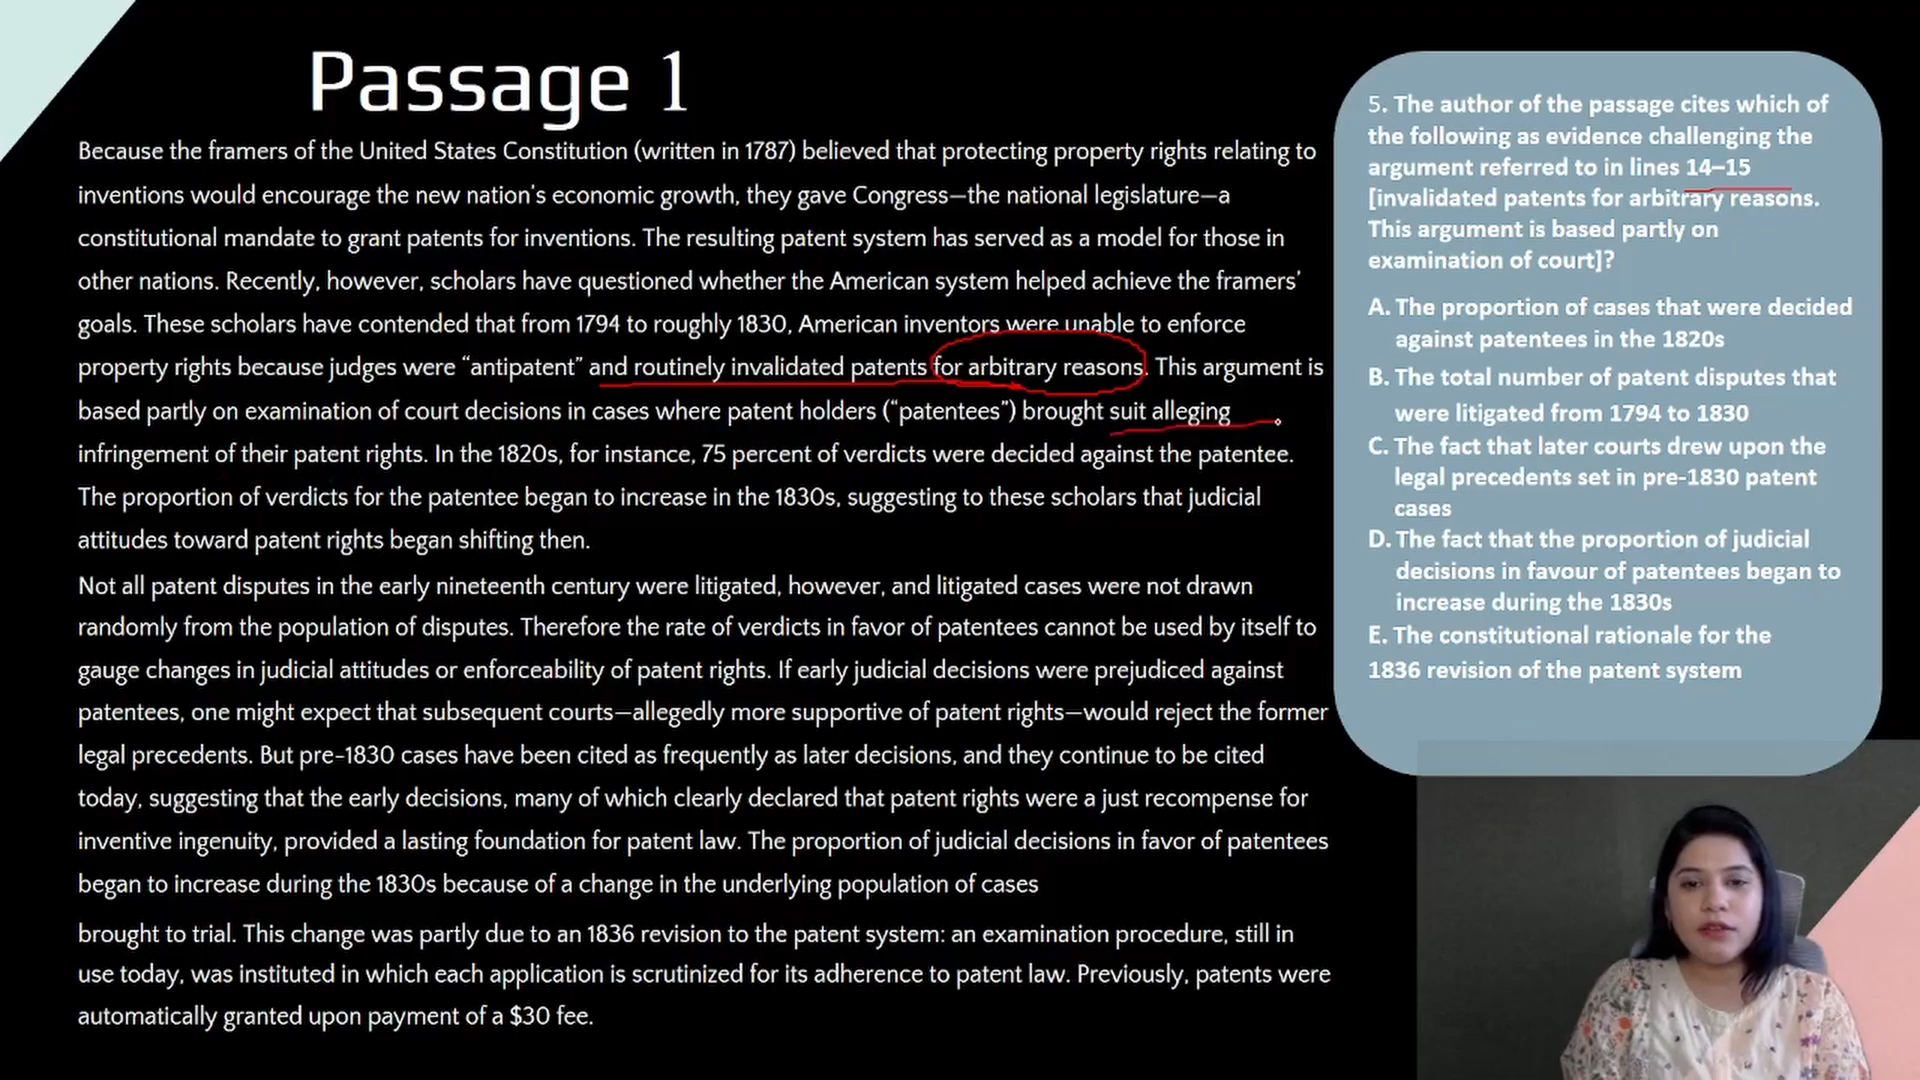 Passage 1
Because the framers of the United States Constitution (written in 1787) believed that protecting property rights relating to
inventions would encourage the new nation's economic growth, they gave Congress—the national legislature—a
constitutional mandate to grant patents for inventions. The resulting patent system has served as a model for those in
other nations. Recently, however, scholars have questioned whether the American system helped achieve the framers'
goals. These scholars have contended that from 1794 to roughly 1830, American inventors were unable to enforce
property rights because judges were “antipatent” and routinely invalidated patents for arbitrary reasons. This argument is
based partly on examination of court decisions in cases where patent holders (“patentees”) brought suit alleging
infringement of their patent rights. In the 1820s, for instance, 75 percent of verdicts were decided against the patentee.
The proportion of verdicts for the patentee began to increase in the 1830s, suggesting to these scholars that judicial
attitudes toward patent rights began shifting then.
Not all patent disputes in the early nineteenth century were litigated, however, and litigated cases were not drawn
randomly from the population of disputes. Therefore the rate of verdicts in favor of patentees cannot be used by itself to
gauge changes in judicial attitudes or enforceability of patent rights. If early judicial decisions were prejudiced against
patentees, one might expect that subsequent courts—allegedly more supportive of patent rights—would reject the former
legal precedents. But pre-1830 cases have been cited as frequently as later decisions, and they continue to be cited
today, suggesting that the early decisions, many of which clearly declared that patent rights were a just recompense for
inventive ingenuity, provided a lasting foundation for patent law. The proportion of judicial decisions in favor of patentees
began to increase during the 1830s because of a change in the underlying population of cases
brought to trial. This change was partly due to an 1836 revision to the patent system: an examination procedure, still in
use today, was instituted in which each application is scrutinized for its adherence to patent law. Previously, patents were
automatically granted upon payment of a $30 fee.
5. The author of the passage cites which of
the following as evidence challenging the
argument referred to in lines 14–15
[invalidated patents for arbitrary reasons.
This argument is based partly on
examination of court]?
A. The proportion of cases that were decided
against patentees in the 1820s
B. The total number of patent disputes that
were litigated from 1794 to 1830
C. The fact that later courts drew upon the
legal precedents set in pre-1830 patent
cases
D. The fact that the proportion of judicial
decisions in favour of patentees began to
increase during the 1830s
E. The constitutional rationale for the
1836 revision of the patent system